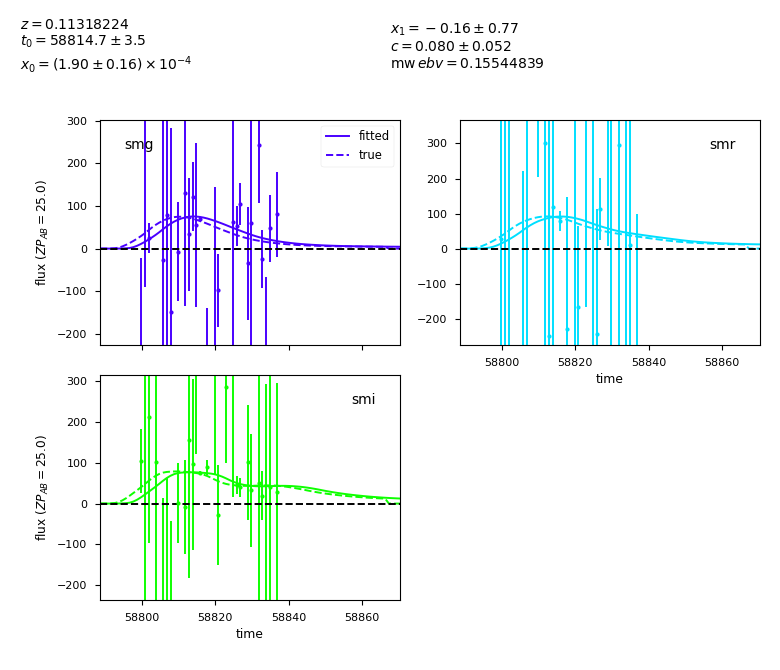 z = 0.11318224
t₀ = 58814.7 ± 3.5
x₀ = (1.90 ± 0.16) × 10⁻⁴
x₁ = −0.16 ± 0.77
c = 0.080 ± 0.052
mw ebv = 0.15544839
300
200
100
0
−100
−200
flux (ZP_AB = 25.0)
smg
fitted
true
300
200
100
0
−100
−200
smr
58800
58820
58840
58860
time
300
200
100
0
−100
−200
flux (ZP_AB = 25.0)
smi
58800
58820
58840
58860
time